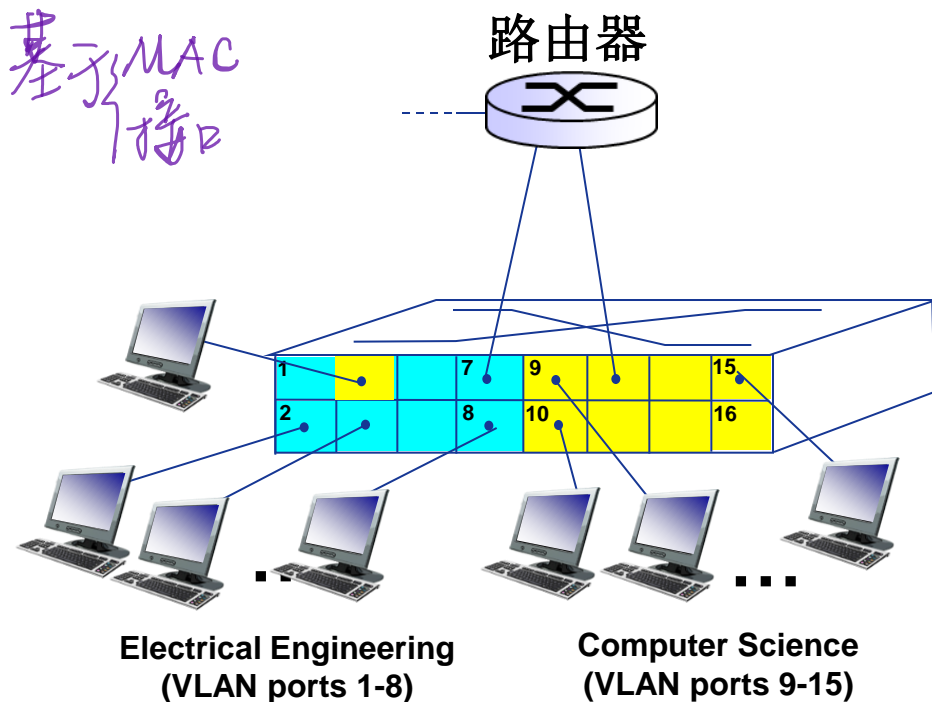 基于MAC
接口
路由器
1 7 9 15
2 8 10 16
...
...
Electrical Engineering
(VLAN ports 1-8)
Computer Science
(VLAN ports 9-15)